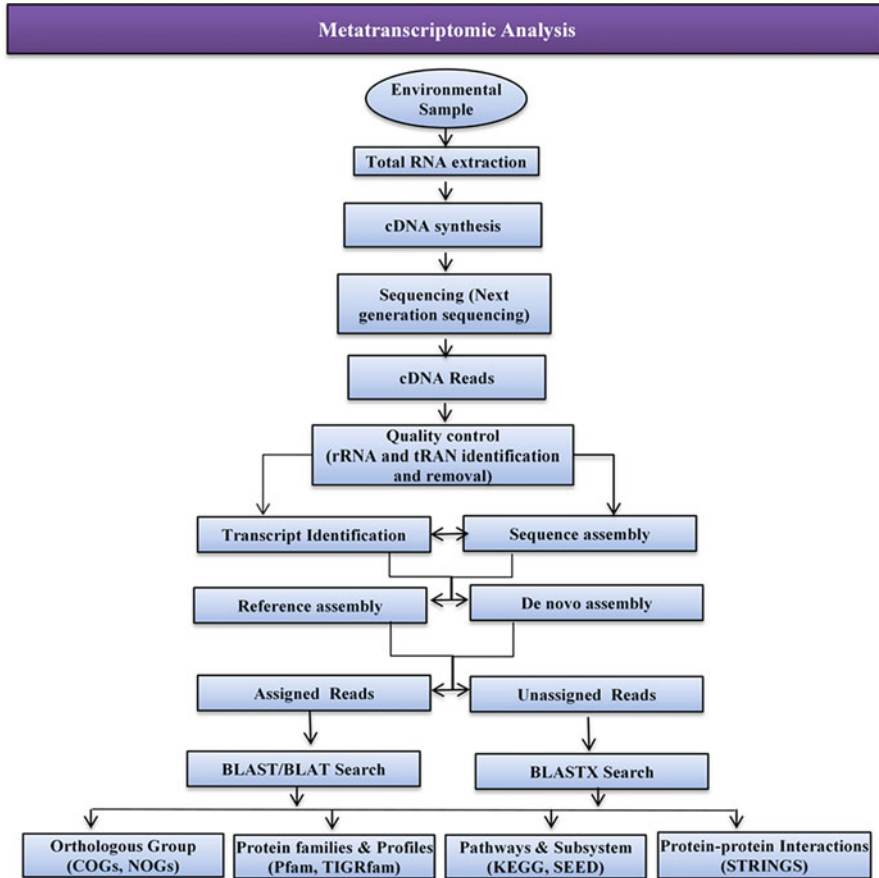 Metatranscriptomic Analysis
Environmental
Sample
Total RNA extraction
cDNA synthesis
Sequencing (Next
generation sequencing)
cDNA Reads
Quality control
(rRNA and tRAN identification
and removal)
Transcript Identification
Sequence assembly
Reference assembly
De novo assembly
Assigned Reads
Unassigned Reads
BLAST/BLAT Search
BLASTX Search
Orthologous Group
(COGs, NOGs)
Protein families & Profiles
(Pfam, TIGRfam)
Pathways & Subsystem
(KEGG, SEED)
Protein-protein Interactions
(STRINGS)